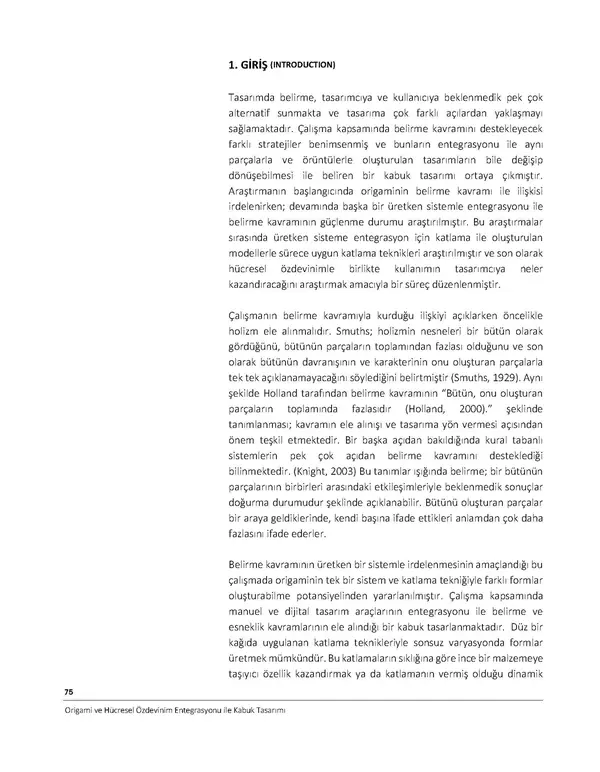 1. GİRİŞ (INTRODUCTION)
Tasarımda belirme, tasarımcıya ve kullanıcıya beklenmedik pek çok
alternatif sunmakta ve tasarıma çok farklı açılardan yaklaşmayı
sağlamaktadır. Çalışma kapsamında belirme kavramını destekleyecek
farklı stratejiler benimsenmiş ve bunların entegrasyonu ile aynı
parçalarla ve örüntülerle oluşturulan tasarımların bile değişip
dönüşebilmesi ile beliren bir kabuk tasarımı ortaya çıkmıştır.
Araştırmanın başlangıcında origaminin belirme kavramı ile ilişkisi
irdelenirken; devamında başka bir üretken sistemle entegrasyonu ile
belirme kavramının güçlenme durumu araştırılmıştır. Bu araştırmalar
sırasında üretken sisteme entegrasyon için katlama ile oluşturulan
modellerle sürece uygun katlama teknikleri araştırılmıştır ve son olarak
hücresel özdevinimle birlikte kullanımın tasarımcıya neler
kazandıracağını araştırmak amacıyla bir süreç düzenlenmiştir.
Çalışmanın belirme kavramıyla kurduğu ilişkiyi açıklarken öncelikle
holizm ele alınmalıdır. Smuths; holizmin nesneleri bir bütün olarak
gördüğünü, bütünün parçaların toplamından fazlası olduğunu ve son
olarak bütünün davranışının ve karakterinin onu oluşturan parçalarla
tek tek açıklanamayacağını söylediğini belirtmiştir (Smuths, 1929). Aynı
şekilde Holland tarafından belirme kavramının “Bütün, onu oluşturan
parçaların toplamında fazlasıdır (Holland, 2000).” şeklinde
tanımlanması; kavramın ele alınışı ve tasarıma yön vermesi açısından
önem teşkil etmektedir. Bir başka açıdan bakıldığında kural tabanlı
sistemlerin pek çok açıdan belirme kavramını desteklediği
bilinmektedir. (Knight, 2003) Bu tanımlar ışığında belirme; bir bütünün
parçalarının birbirleri arasındaki etkileşimleriyle beklenmedik sonuçlar
doğurma durumudur şeklinde açıklanabilir. Bütünü oluşturan parçalar
bir araya geldiklerinde, kendi başına ifade ettikleri anlamdan çok daha
fazlasını ifade ederler.
Belirme kavramının üretken bir sistemle irdelenmesinin amaçlandığı bu
çalışmada origaminin tek bir sistem ve katlama tekniğiyle farklı formlar
oluşturabilme potansiyelinden yararlanılmıştır. Çalışma kapsamında
manuel ve dijital tasarım araçlarının entegrasyonu ile belirme ve
esneklik kavramlarının ele alındığı bir kabuk tasarlanmaktadır. Düz bir
kağıda uygulanan katlama teknikleriyle sonsuz varyasyonda formlar
üretmek mümkündür. Bu katlamaların sıklığına göre ince bir malzemeye
taşıyıcı özellik kazandırmak ya da katlamanın vermiş olduğu dinamik
75
Origami ve Hücresel Özdevinim Entegrasyonu ile Kabuk Tasarımı